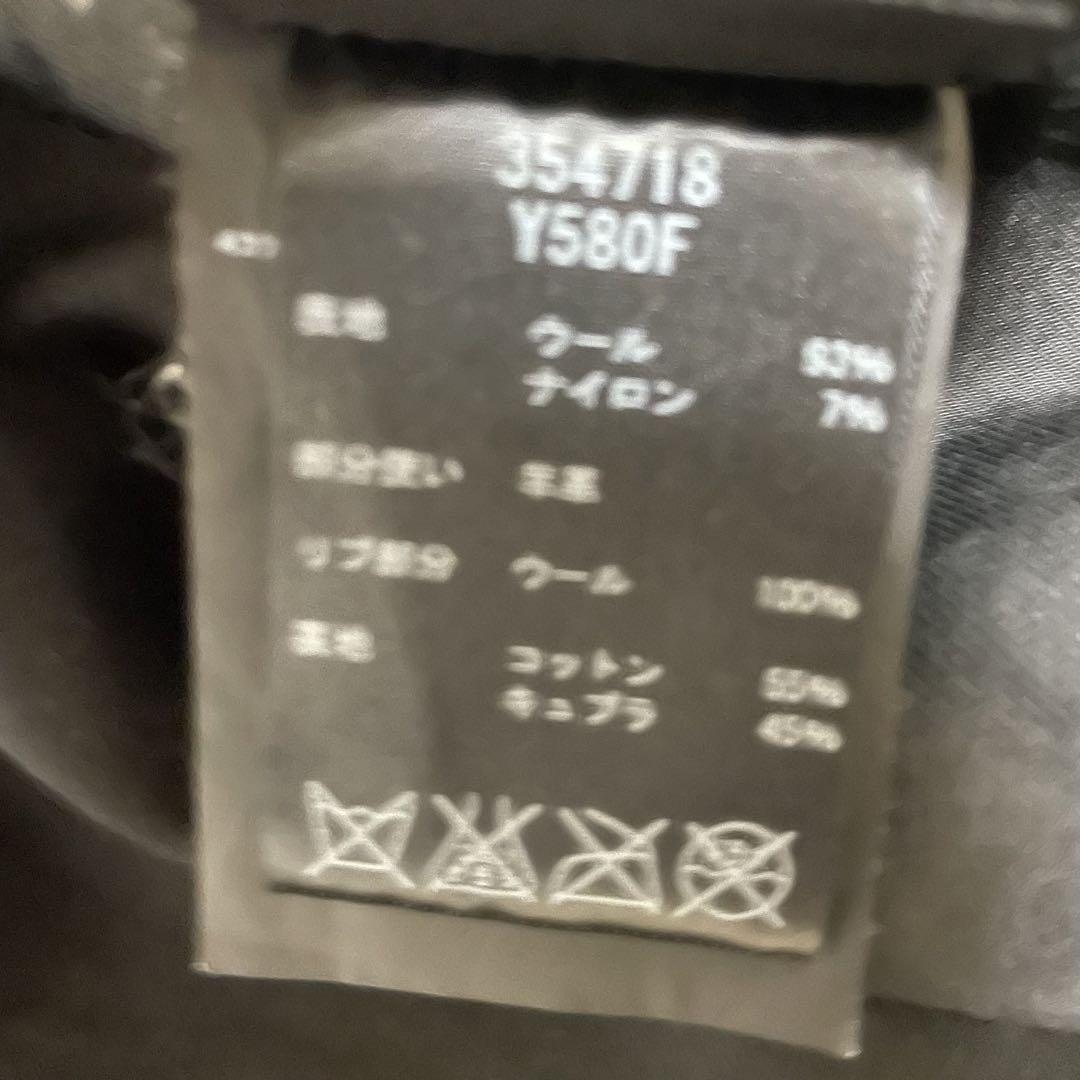 354718
Y580F
表地 ウール 93%
ナイロン 7%
部分使い 羊革
リブ部分 ウール 100%
裏地 コットン 55%
キュプラ 45%